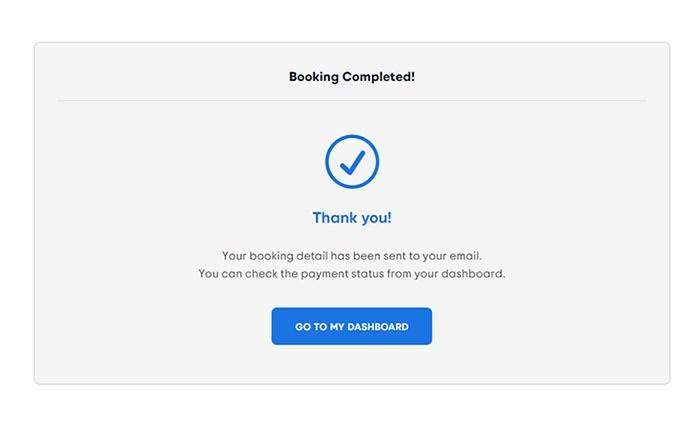 Booking Completed!
Thank you!
Your booking detail has been sent to your email.
You can check the payment status from your dashboard.
GO TO MY DASHBOARD